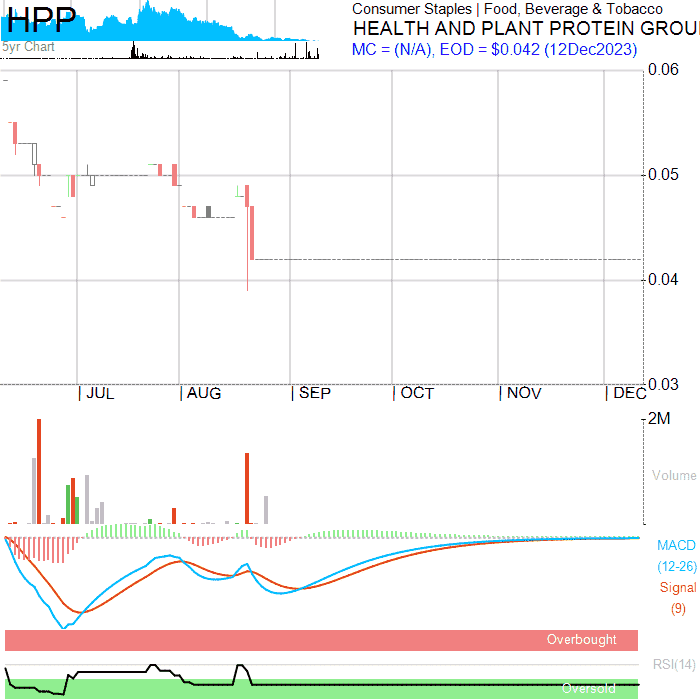 HPP
5yr Chart
Consumer Staples | Food, Beverage & Tobacco
HEALTH AND PLANT PROTEIN GROU
MC = (N/A), EOD = $0.042 (12Dec2023)
0.06
0.05
0.04
0.03
| JUL | AUG | SEP | OCT | NOV | DEC
2M
Volume
MACD
(12-26)
Signal
(9)
Overbought
RSI(14)
Oversold